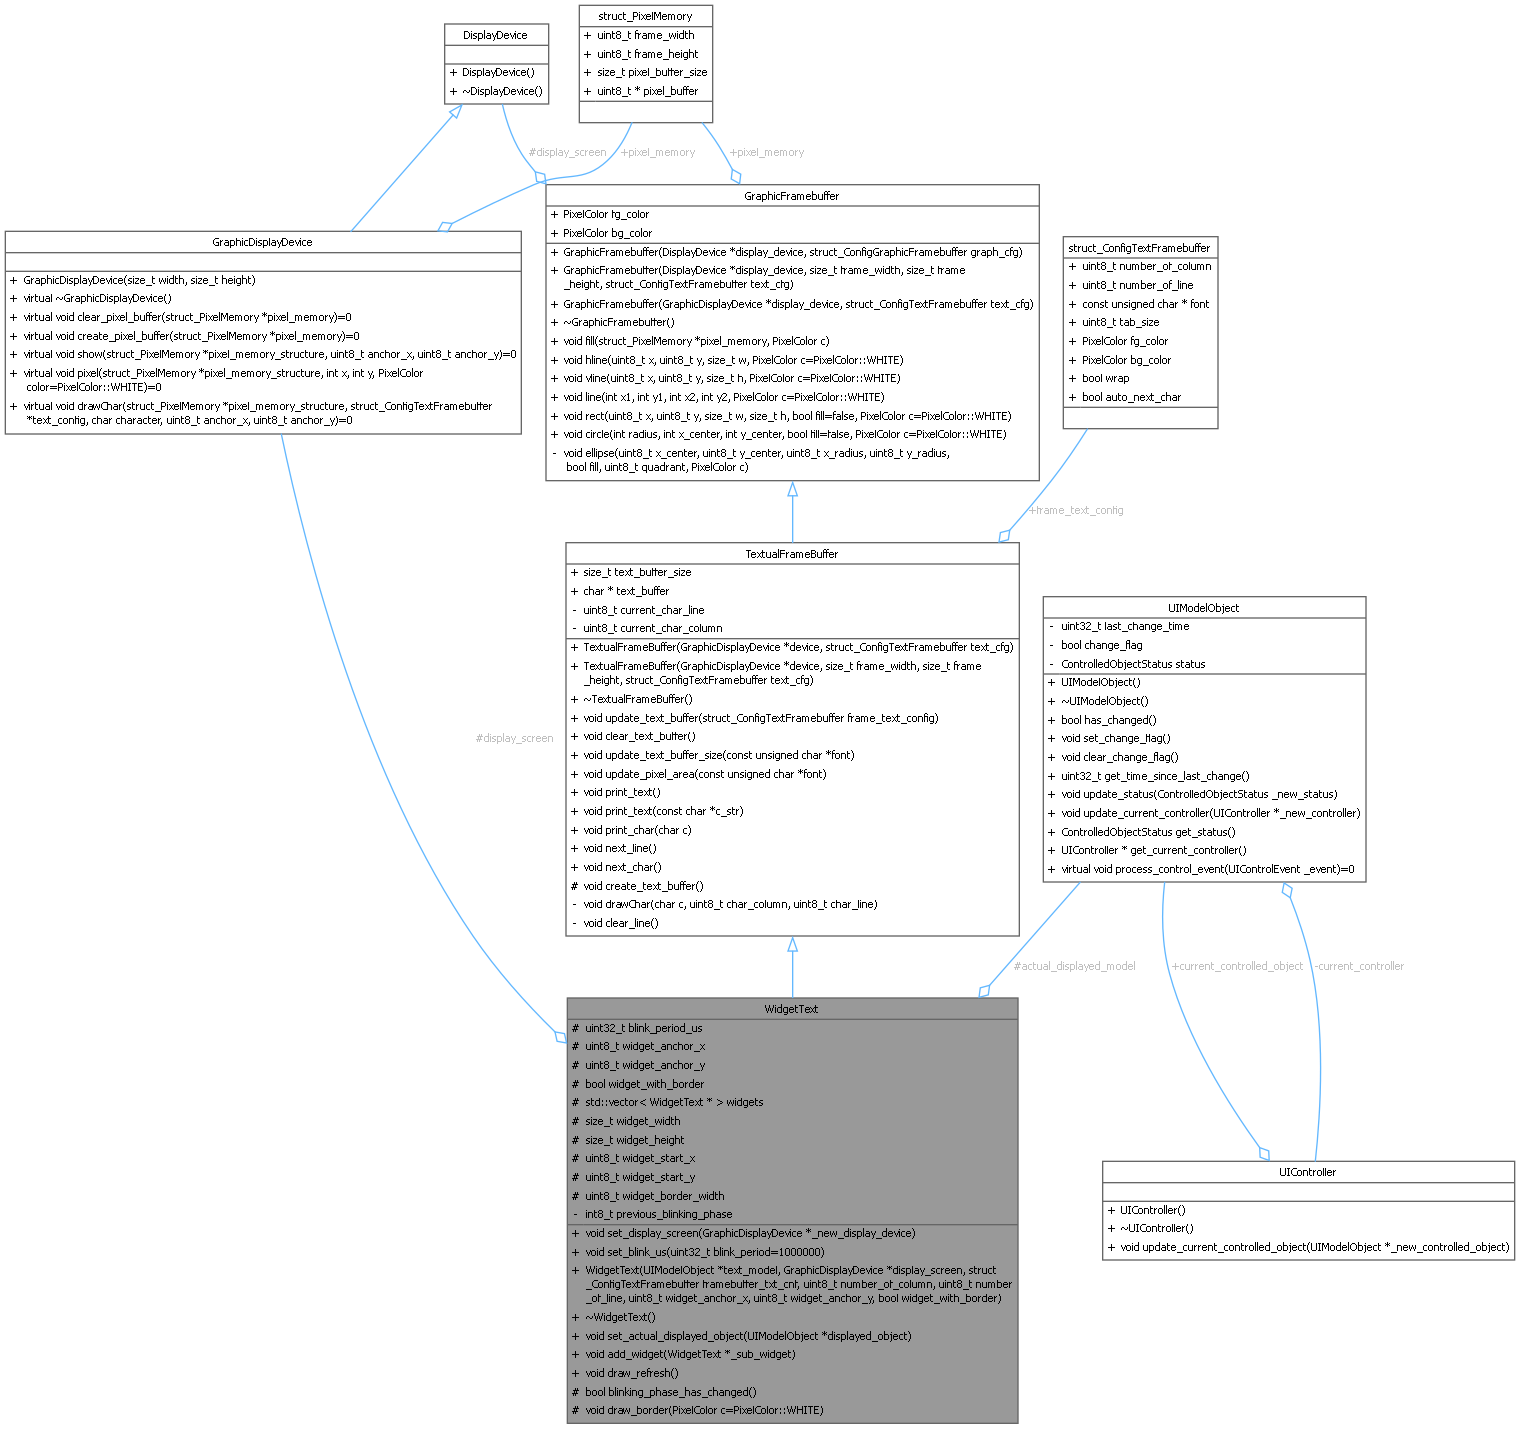 DisplayDevice
+ DisplayDevice()
+ ~DisplayDevice()
struct_PixelMemory
+ uint8_t frame_width
+ uint8_t frame_height
+ size_t pixel_buffer_size
+ uint8_t * pixel_buffer
#display_screen
+pixel_memory
+pixel_memory
GraphicDisplayDevice
+ GraphicDisplayDevice(size_t width, size_t height)
+ virtual ~GraphicDisplayDevice()
+ virtual void clear_pixel_buffer(struct_PixelMemory *pixel_memory)=0
+ virtual void create_pixel_buffer(struct_PixelMemory *pixel_memory)=0
+ virtual void show(struct_PixelMemory *pixel_memory_structure, uint8_t anchor_x, uint8_t anchor_y)=0
+ virtual void pixel(struct_PixelMemory *pixel_memory_structure, int x, int y, PixelColor
color=PixelColor::WHITE)=0
+ virtual void drawChar(struct_PixelMemory *pixel_memory_structure, struct_ConfigTextFramebuffer
*text_config, char character, uint8_t anchor_x, uint8_t anchor_y)=0
GraphicFramebuffer
+ PixelColor fg_color
+ PixelColor bg_color
+ GraphicFramebuffer(DisplayDevice *display_device, struct_ConfigGraphicFramebuffer graph_cfg)
+ GraphicFramebuffer(DisplayDevice *display_device, size_t frame_width, size_t frame
_height, struct_ConfigTextFramebuffer text_cfg)
+ GraphicFramebuffer(GraphicDisplayDevice *display_device, struct_ConfigTextFramebuffer text_cfg)
+ ~GraphicFramebuffer()
+ void fill(struct_PixelMemory *pixel_memory, PixelColor c)
+ void hline(uint8_t x, uint8_t y, size_t w, PixelColor c=PixelColor::WHITE)
+ void vline(uint8_t x, uint8_t y, size_t h, PixelColor c=PixelColor::WHITE)
+ void line(int x1, int y1, int x2, int y2, PixelColor c=PixelColor::WHITE)
+ void rect(uint8_t x, uint8_t y, size_t w, size_t h, bool fill=false, PixelColor c=PixelColor::WHITE)
+ void circle(int radius, int x_center, int y_center, bool fill=false, PixelColor c=PixelColor::WHITE)
- void ellipse(uint8_t x_center, uint8_t y_center, uint8_t x_radius, uint8_t y_radius,
bool fill, uint8_t quadrant, PixelColor c)
struct_ConfigTextFramebuffer
+ uint8_t number_of_column
+ uint8_t number_of_line
+ const unsigned char * font
+ uint8_t tab_size
+ PixelColor fg_color
+ PixelColor bg_color
+ bool wrap
+ bool auto_next_char
+frame_text_config
TextualFrameBuffer
+ size_t text_buffer_size
+ char * text_buffer
- uint8_t current_char_line
- uint8_t current_char_column
+ TextualFrameBuffer(GraphicDisplayDevice *device, struct_ConfigTextFramebuffer text_cfg)
+ TextualFrameBuffer(GraphicDisplayDevice *device, size_t frame_width, size_t frame
_height, struct_ConfigTextFramebuffer text_cfg)
+ ~TextualFrameBuffer()
+ void update_text_buffer(struct_ConfigTextFramebuffer frame_text_config)
+ void clear_text_buffer()
+ void update_text_buffer_size(const unsigned char *font)
+ void update_pixel_area(const unsigned char *font)
+ void print_text()
+ void print_text(const char *c_str)
+ void print_char(char c)
+ void next_line()
+ void next_char()
# void create_text_buffer()
- void drawChar(char c, uint8_t char_column, uint8_t char_line)
- void clear_line()
UIModelObject
- uint32_t last_change_time
- bool change_flag
- ControlledObjectStatus status
+ UIModelObject()
+ ~UIModelObject()
+ bool has_changed()
+ void set_change_flag()
+ void clear_change_flag()
+ uint32_t get_time_since_last_change()
+ void update_status(ControlledObjectStatus _new_status)
+ void update_current_controller(UIController *_new_controller)
+ ControlledObjectStatus get_status()
+ UIController * get_current_controller()
+ virtual void process_control_event(UIControlEvent _event)=0
#display_screen
#actual_displayed_model
+current_controlled_object
-current_controller
WidgetText
# uint32_t blink_period_us
# uint8_t widget_anchor_x
# uint8_t widget_anchor_y
# bool widget_with_border
# std::vector< WidgetText * > widgets
# size_t widget_width
# size_t widget_height
# uint8_t widget_start_x
# uint8_t widget_start_y
# uint8_t widget_border_width
- int8_t previous_blinking_phase
+ void set_display_screen(GraphicDisplayDevice *_new_display_device)
+ void set_blink_us(uint32_t blink_period=1000000)
+ WidgetText(UIModelObject *text_model, GraphicDisplayDevice *display_screen, struct
_ConfigTextFramebuffer framebuffer_txt_cnf, uint8_t number_of_column, uint8_t number
_of_line, uint8_t widget_anchor_x, uint8_t widget_anchor_y, bool widget_with_border)
+ ~WidgetText()
+ void set_actual_displayed_object(UIModelObject *displayed_object)
+ void add_widget(WidgetText *_sub_widget)
+ void draw_refresh()
# bool blinking_phase_has_changed()
# void draw_border(PixelColor c=PixelColor::WHITE)
UIController
+ UIController()
+ ~UIController()
+ void update_current_controlled_object(UIModelObject *_new_controlled_object)